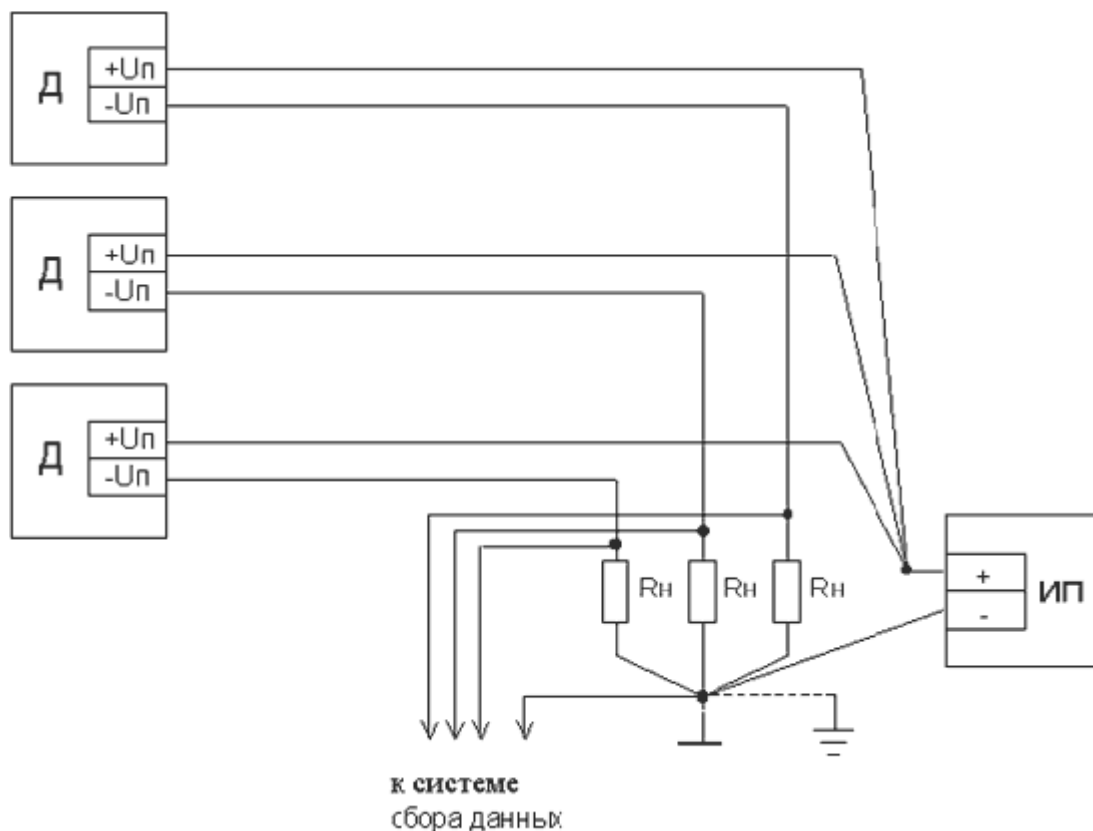 Д
+Uп
-Uп
Д
+Uп
-Uп
Д
+Uп
-Uп
Rн
Rн
Rн
+
-
ИП
к системе
сбора данных